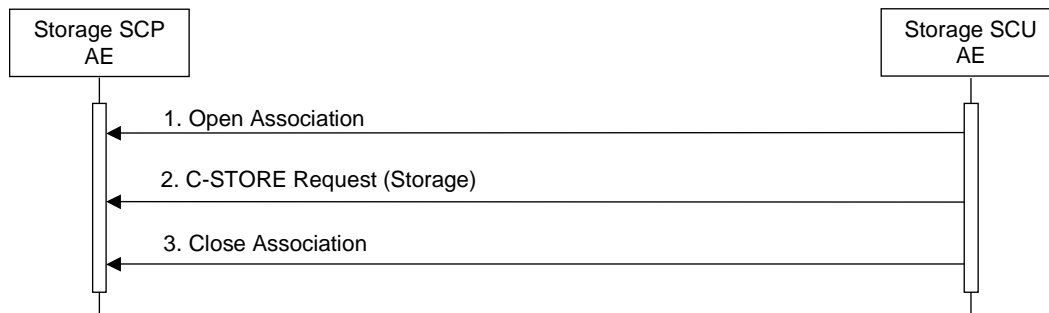 Storage SCP
AE
Storage SCU
AE
1. Open Association
2. C-STORE Request (Storage)
3. Close Association